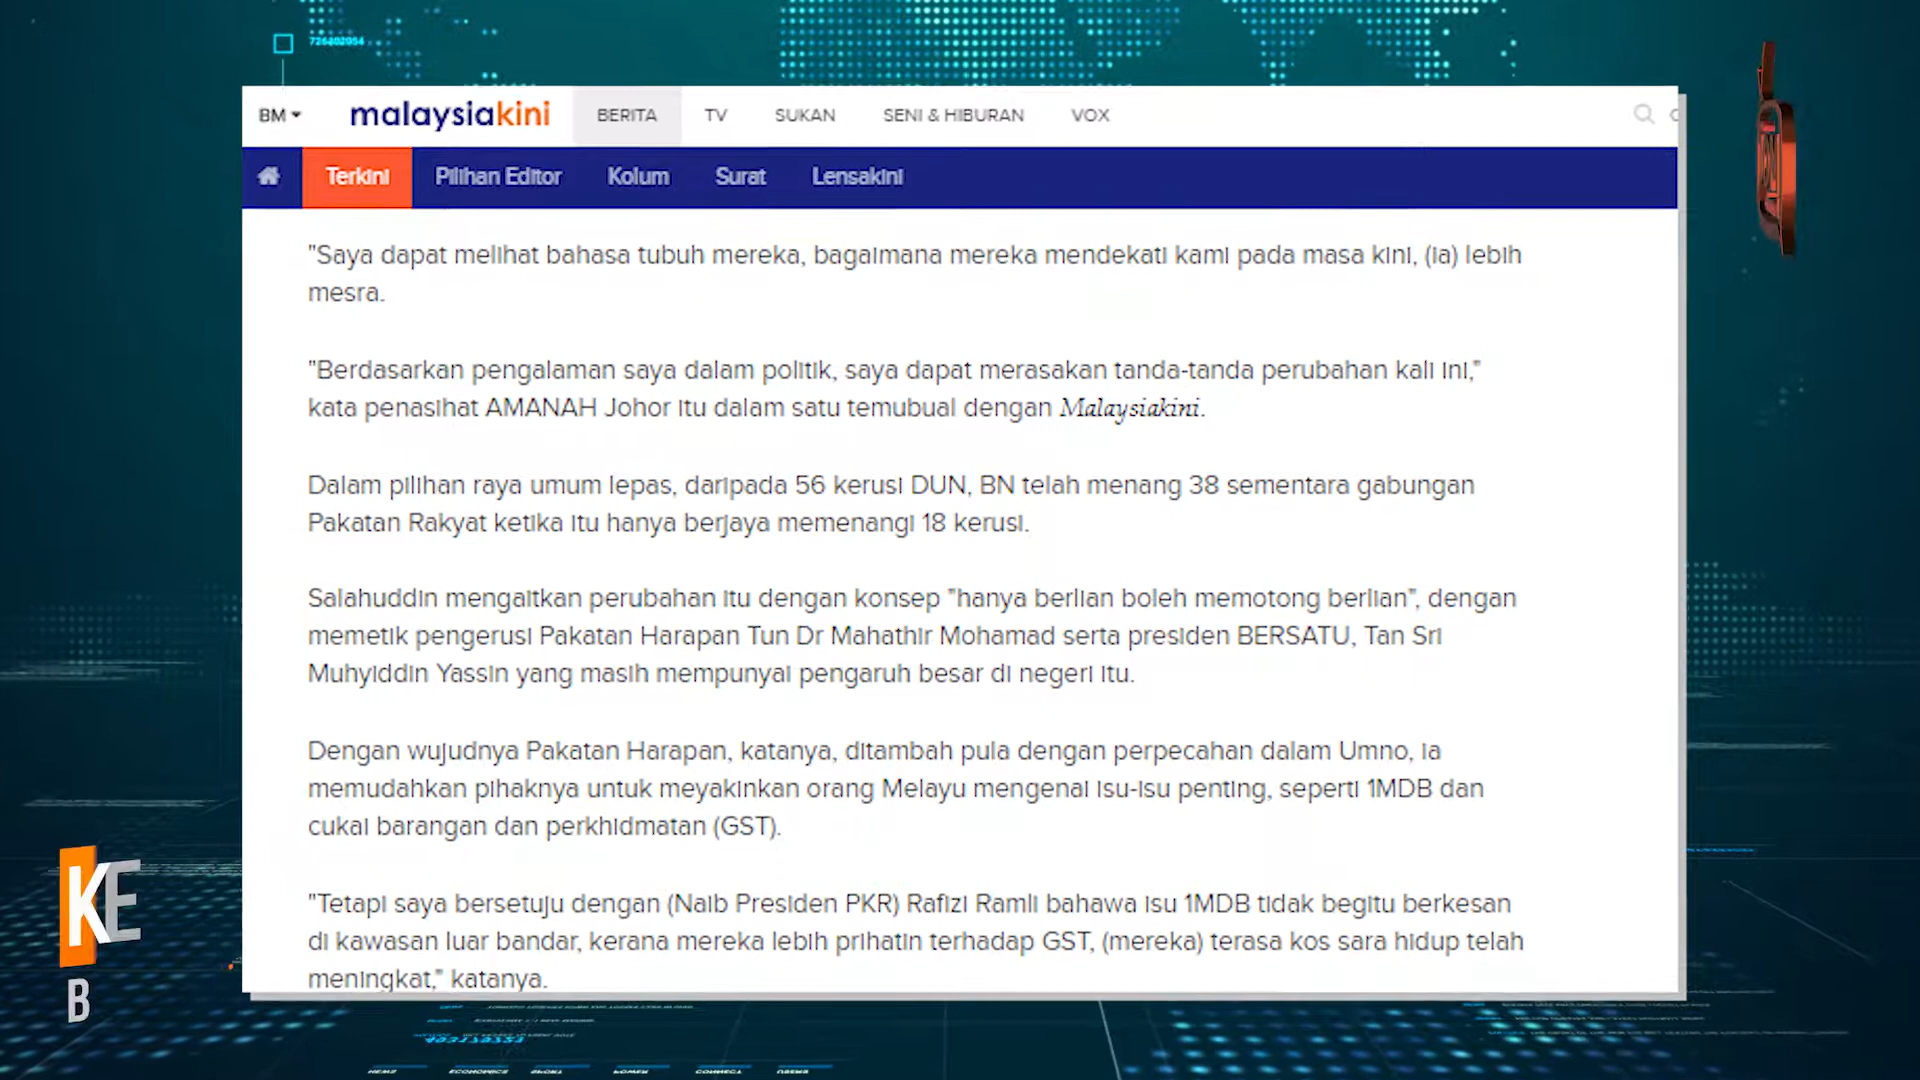 726402054
BM
malaysiakini
BERITA
TV
SUKAN
SENI & HIBURAN
VOX
Terkini
Pilihan Editor
Kolum
Surat
Lensakini
"Saya dapat melihat bahasa tubuh mereka, bagaimana mereka mendekati kami pada masa kini, (ia) lebih
mesra.
"Berdasarkan pengalaman saya dalam politik, saya dapat merasakan tanda-tanda perubahan kali ini,"
kata penasihat AMANAH Johor itu dalam satu temubual dengan Malaysiakini.
Dalam pilihan raya umum lepas, daripada 56 kerusi DUN, BN telah menang 38 sementara gabungan
Pakatan Rakyat ketika itu hanya berjaya memenangi 18 kerusi.
Salahuddin mengaitkan perubahan itu dengan konsep "hanya berlian boleh memotong berlian", dengan
memetik pengerusi Pakatan Harapan Tun Dr Mahathir Mohamad serta presiden BERSATU, Tan Sri
Muhyiddin Yassin yang masih mempunyai pengaruh besar di negeri itu.
Dengan wujudnya Pakatan Harapan, katanya, ditambah pula dengan perpecahan dalam Umno, ia
memudahkan pihaknya untuk meyakinkan orang Melayu mengenai isu-isu penting, seperti 1MDB dan
cukai barangan dan perkhidmatan (GST).
"Tetapi saya bersetuju dengan (Naib Presiden PKR) Rafizi Ramli bahawa isu 1MDB tidak begitu berkesan
di kawasan luar bandar, kerana mereka lebih prihatin terhadap GST, (mereka) terasa kos sara hidup telah
meningkat," katanya.
KE
B
NEWS ECONOMICS SPORT POWER CONNECT